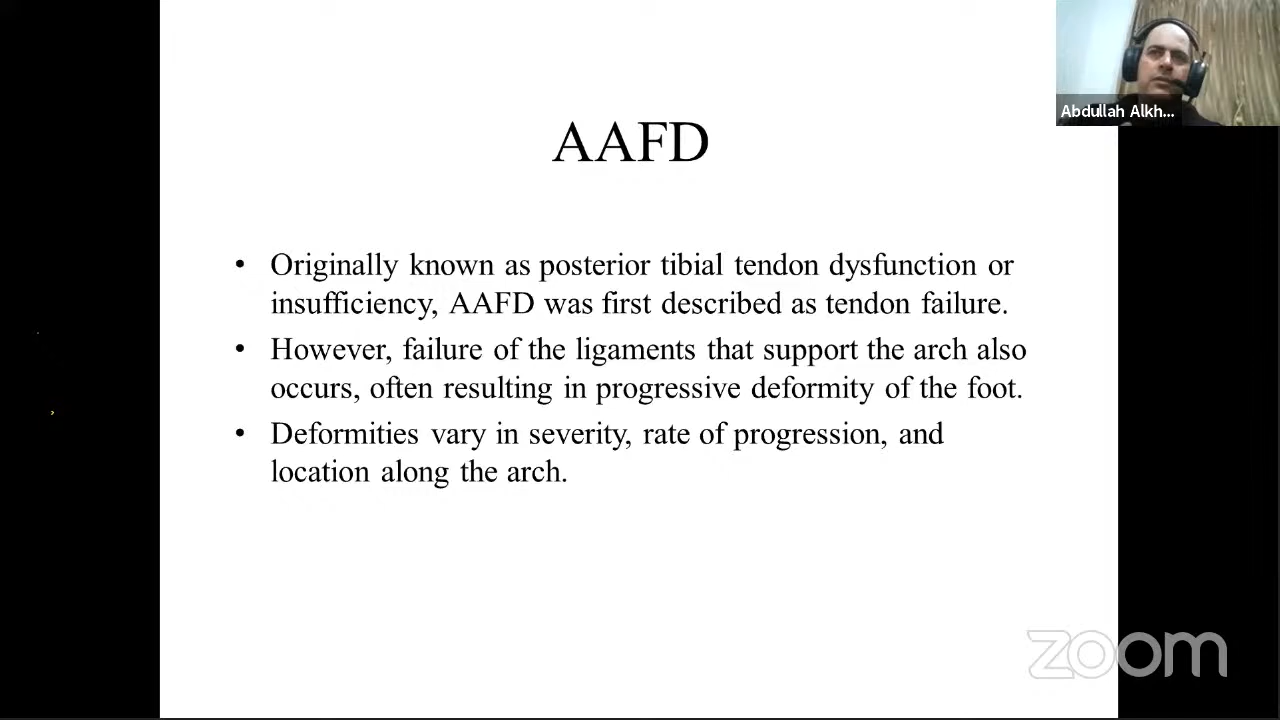 Abdullah Alkh...
AAFD
• Originally known as posterior tibial tendon dysfunction or
insufficiency, AAFD was first described as tendon failure.
• However, failure of the ligaments that support the arch also
occurs, often resulting in progressive deformity of the foot.
• Deformities vary in severity, rate of progression, and
location along the arch.
zoom